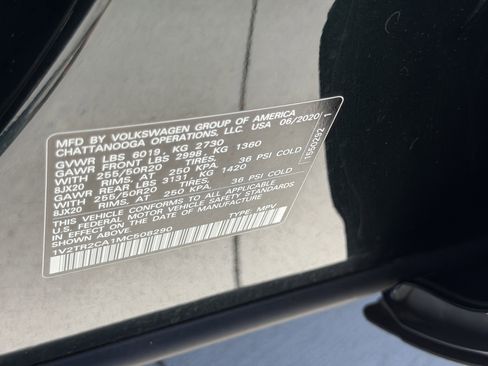 MFD BY VOLKSWAGEN GROUP OF AMERICA
CHATTANOOGA OPERATIONS, LLC. USA 06/2020
GVWR LBS 6019, KG 2730
GAWR FRONT LBS 2998, KG 1360
WITH 255/50R20 TIRES,
8JX20 RIMS, AT 250 KPA, 36 PSI COLD
GAWR REAR LBS 3131, KG 1420
WITH 255/50R20 TIRES,
8JX20 RIMS, AT 250 KPA, 36 PSI COLD
THIS VEHICLE CONFORMS TO ALL APPLICABLE
U.S. FEDERAL MOTOR VEHICLE SAFETY STANDARDS
IN EFFECT ON THE DATE OF MANUFACTURE
EXHIBITED ABOVE.
1V2TR2CA1MC508290 TYPE: MPV
1550292 1